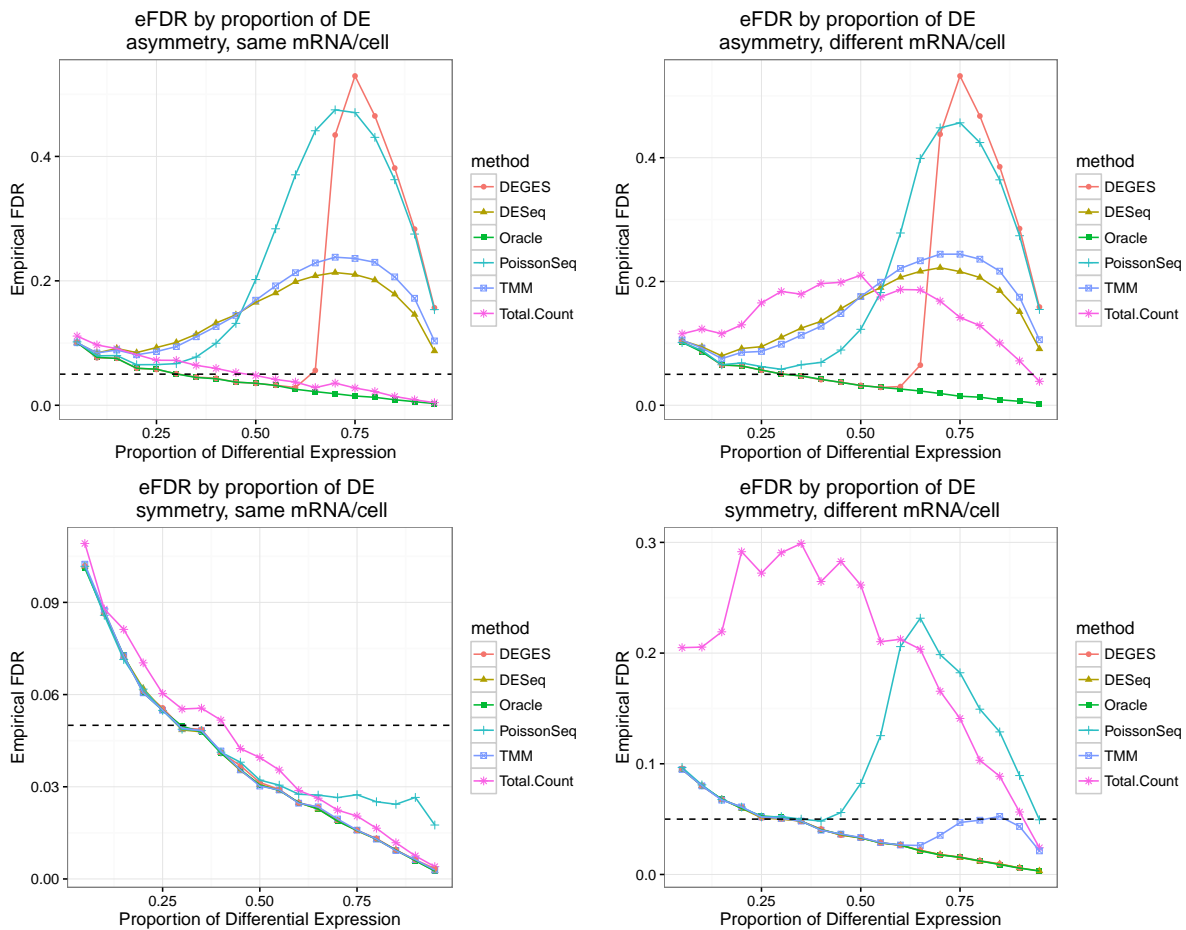 eFDR by proportion of DE
asymmetry, same mRNA/cell
Empirical FDR
0.4
0.2
0.0
0.25
0.50
0.75
Proportion of Differential Expression
method
DEGES
DESeq
Oracle
PoissonSeq
TMM
Total.Count
eFDR by proportion of DE
asymmetry, different mRNA/cell
Empirical FDR
0.4
0.2
0.0
0.25
0.50
0.75
Proportion of Differential Expression
method
DEGES
DESeq
Oracle
PoissonSeq
TMM
Total.Count
eFDR by proportion of DE
symmetry, same mRNA/cell
Empirical FDR
0.09
0.06
0.03
0.00
0.25
0.50
0.75
Proportion of Differential Expression
method
DEGES
DESeq
Oracle
PoissonSeq
TMM
Total.Count
eFDR by proportion of DE
symmetry, different mRNA/cell
Empirical FDR
0.3
0.2
0.1
0.0
0.25
0.50
0.75
Proportion of Differential Expression
method
DEGES
DESeq
Oracle
PoissonSeq
TMM
Total.Count